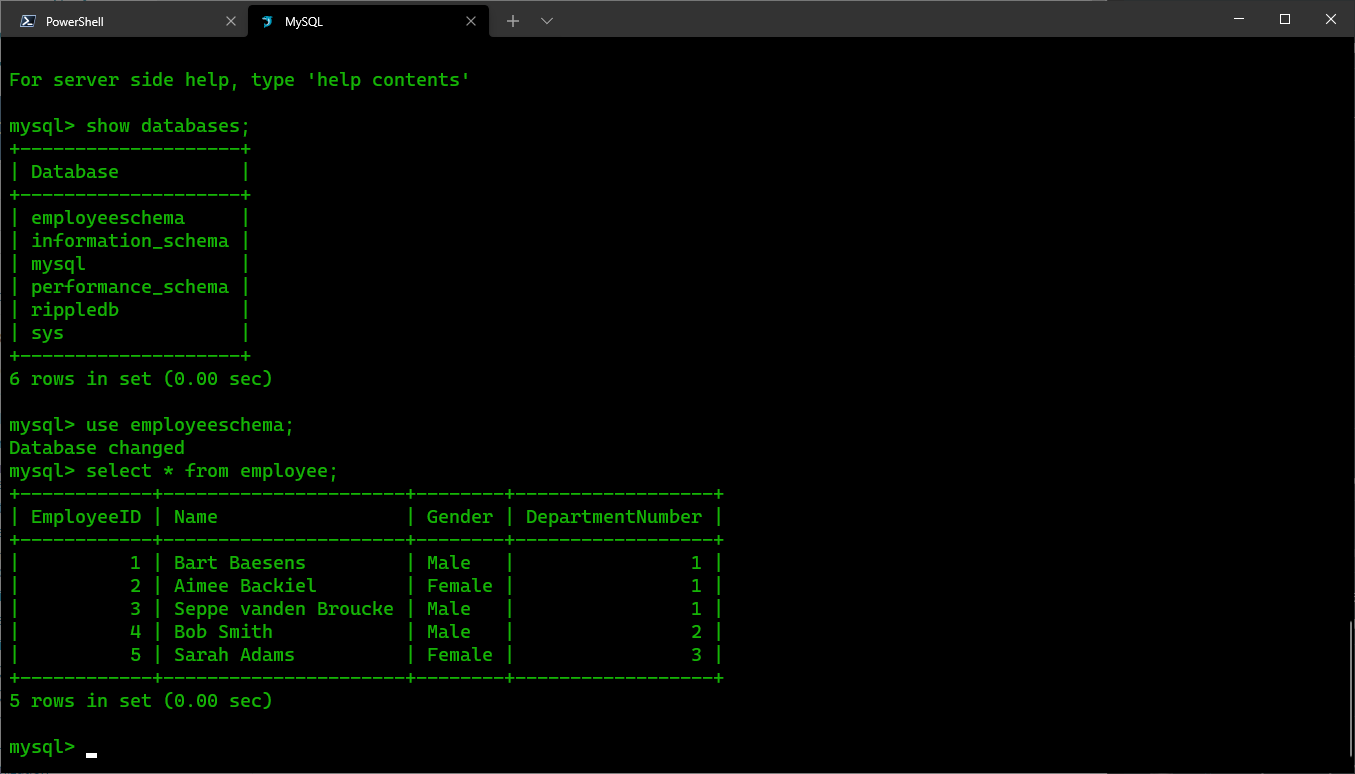 PowerShell
MySQL
For server side help, type 'help contents'
mysql> show databases;
+--------------------+
| Database           |
+--------------------+
| employeeschema     |
| information_schema |
| mysql              |
| performance_schema |
| rippledb           |
| sys                |
+--------------------+
6 rows in set (0.00 sec)
mysql> use employeeschema;
Database changed
mysql> select * from employee;
+------------+----------------------+--------+------------------+
| EmployeeID | Name                 | Gender | DepartmentNumber |
+------------+----------------------+--------+------------------+
|          1 | Bart Baesens         | Male   |                1 |
|          2 | Aimee Backiel        | Female |                1 |
|          3 | Seppe vanden Broucke | Male   |                1 |
|          4 | Bob Smith            | Male   |                2 |
|          5 | Sarah Adams          | Female |                3 |
+------------+----------------------+--------+------------------+
5 rows in set (0.00 sec)
mysql>